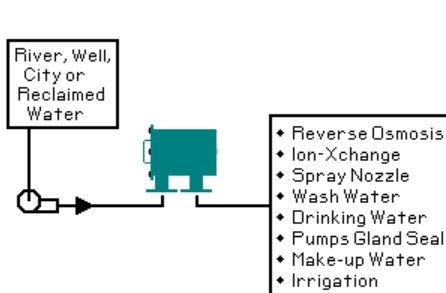 River, Well,
City or
Reclaimed
Water
◆ Reverse Osmosis
◆ Ion-Xchange
◆ Spray Nozzle
◆ Wash Water
◆ Drinking Water
◆ Pumps Gland Seal
◆ Make-up Water
◆ Irrigation